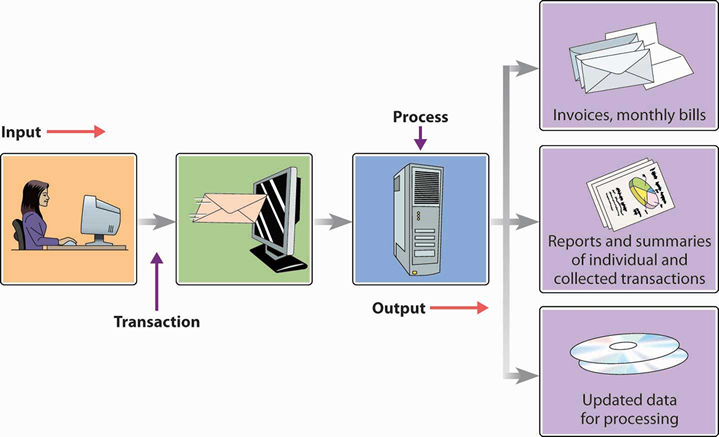 Input
Process
Transaction
Output
Invoices, monthly bills
Reports and summaries
of individual and
collected transactions
Updated data
for processing